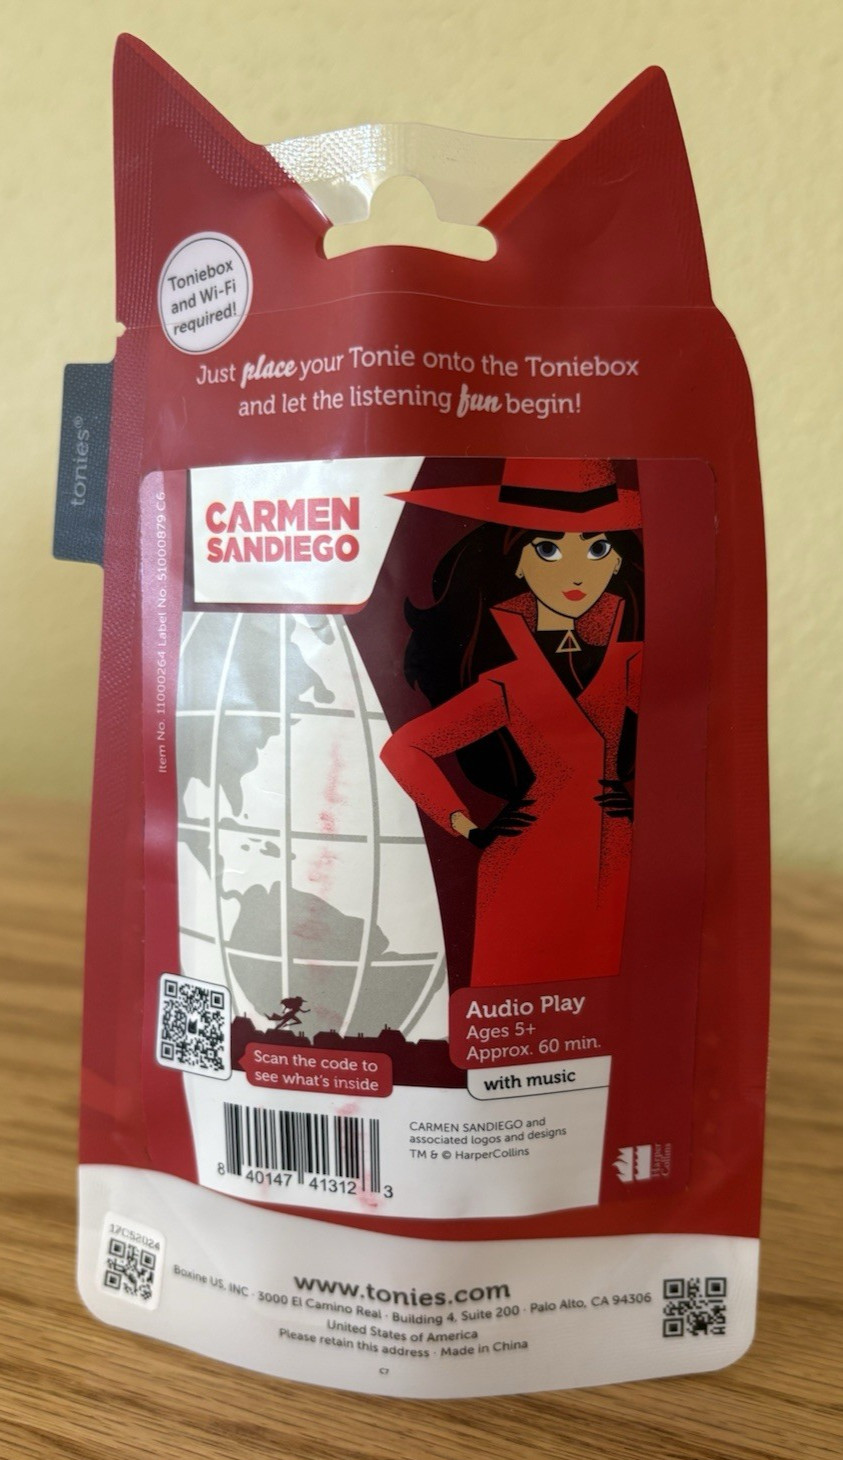 Toniebox
and Wi-Fi
required!
Just place your Tonie onto the Toniebox
and let the listening fun begin!
tonies®
Item No. 11000264 Label No. 51000879 C6
CARMEN
SANDIEGO
Scan the code to
see what's inside
Audio Play
Ages 5+
Approx. 60 min.
with music
8 40147 41312 3
CARMEN SANDIEGO and
associated logos and designs
TM & © HarperCollins
Harper
Collins
17CS2024
www.tonies.com
Boxine US, INC · 3000 El Camino Real · Building 4, Suite 200 · Palo Alto, CA 94306
United States of America
Please retain this address · Made in China
C7